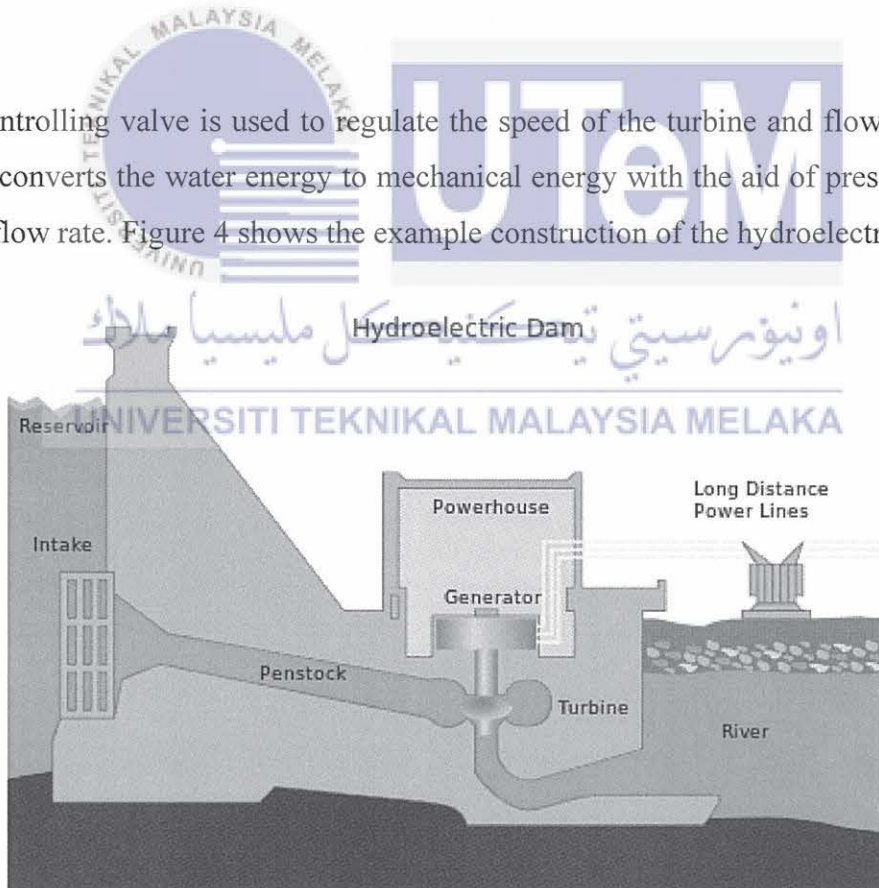 UNIVERSITI TEKNIKAL MALAYSIA MELAKA
UTeM
ntrolling valve is used to regulate the speed of the turbine and flow
converts the water energy to mechanical energy with the aid of pres
flow rate. Figure 4 shows the example construction of the hydroelectr
اونيۏرسيتي تيكنيكل مليسيا ملاك
Hydroelectric Dam
UNIVERSITI TEKNIKAL MALAYSIA MELAKA
Reservoir
Intake
Powerhouse
Long Distance
Power Lines
Generator
Penstock
Turbine
River